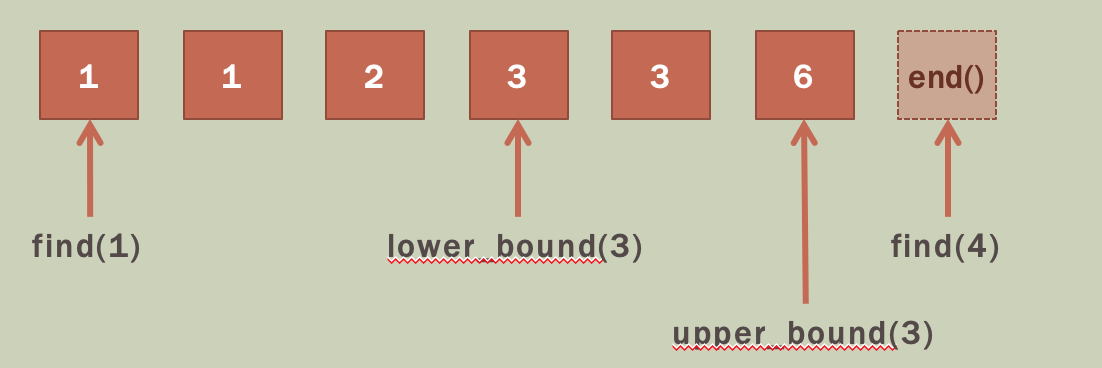 1 1 2 3 3 6 end()
find(1) lower_bound(3) find(4)
upper_bound(3)